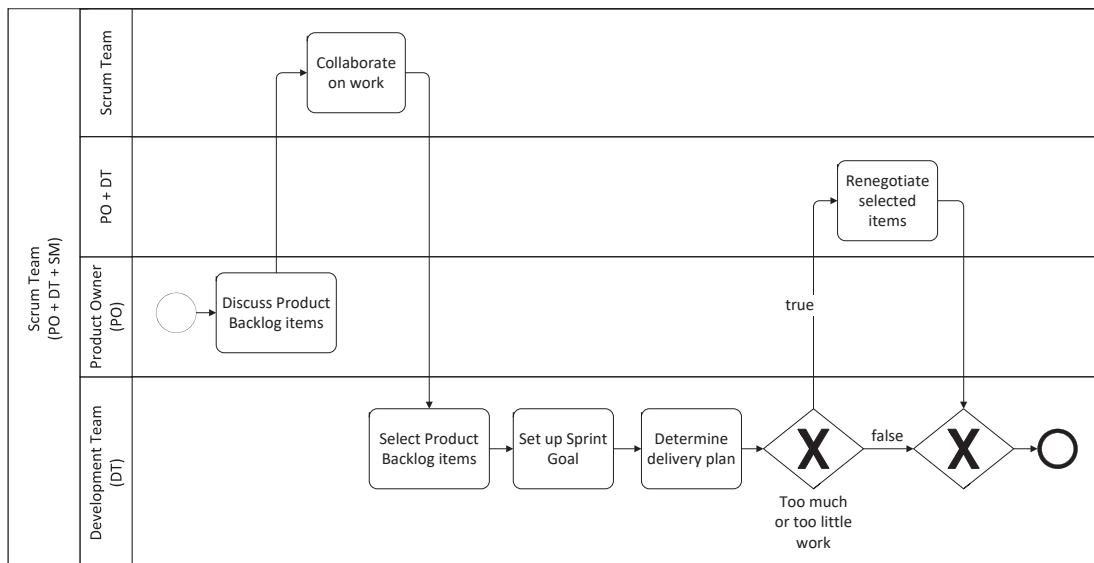 Scrum Team
(PO + DT + SM)
Scrum Team
Collaborate
on work
PO + DT
Renegotiate
selected
items
Product Owner
(PO)
Discuss Product
Backlog items
true
Development Team
(DT)
Select Product
Backlog items
Set up Sprint
Goal
Determine
delivery plan
X
false
X
Too much
or too little
work